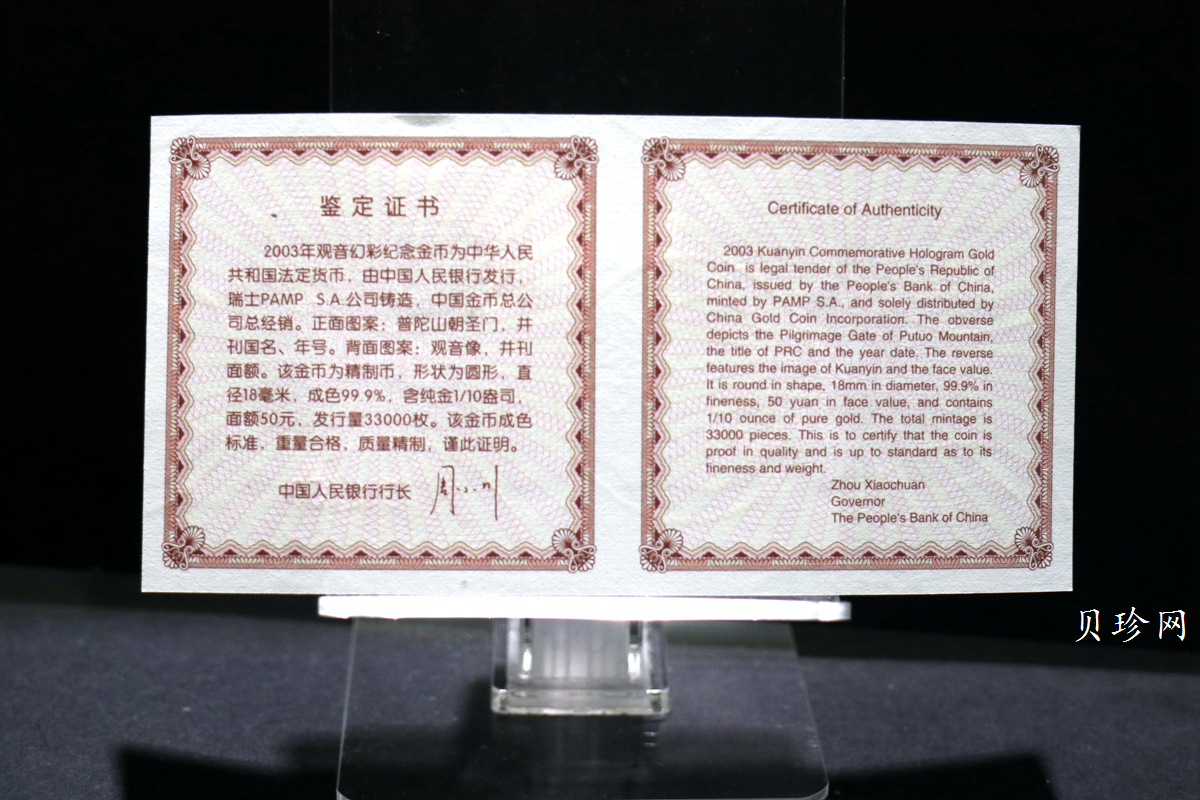 鉴定证书
2003年观音幻彩纪念金币为中华人民
共和国法定货币，由中国人民银行发行，
瑞士PAMP S.A.公司铸造，中国金币总公
司总经销。正面图案：普陀山朝圣门，并
刊国名、年号。背面图案：观音像，并刊
面额。该金币为精制币，形状为圆形，直
径18毫米，成色99.9%，含纯金1/10盎司，
面额50元，发行量33000枚。该金币成色
标准，重量合格，质量精制，谨此证明。
中国人民银行行长 周小川
Certificate of Authenticity
2003 Kuanyin Commemorative Hologram Gold
Coin is legal tender of the People's Republic of
China, issued by the People's Bank of China,
minted by PAMP S.A., and solely distributed by
China Gold Coin Incorporation. The obverse
depicts the Pilgrimage Gate of Putuo Mountain,
the title of PRC and the year date. The reverse
features the image of Kuanyin and the face value.
It is round in shape, 18mm in diameter, 99.9% in
fineness, 50 yuan in face value, and contains
1/10 ounce of pure gold. The total mintage is
33000 pieces. This is to certify that the coin is
proof in quality and is up to standard as to its
fineness and weight.
Zhou Xiaochuan
Governor
The People's Bank of China
贝珍网